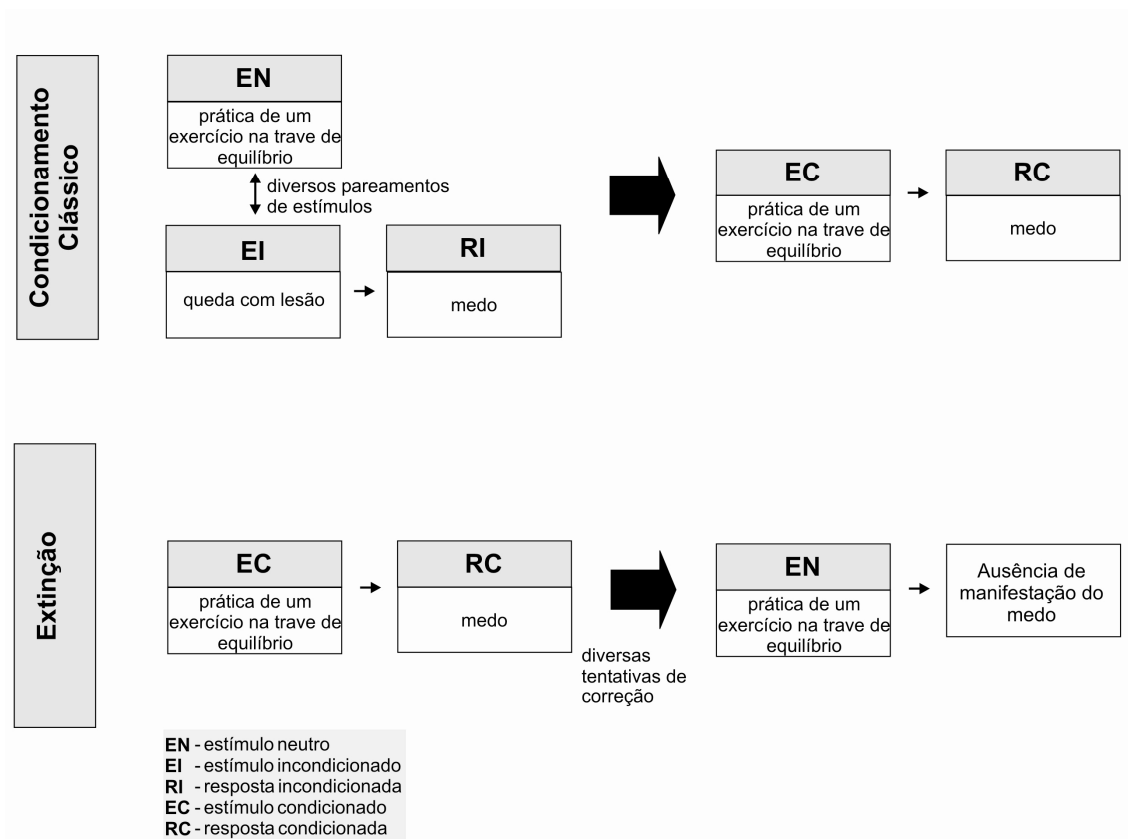 Condicionamento
Clássico
EN
prática de um
exercício na trave de
equilíbrio
diversos pareamentos
de estímulos
EI
queda com lesão
RI
medo
EC
prática de um
exercício na trave de
equilíbrio
RC
medo
Extinção
EC
prática de um
exercício na trave de
equilíbrio
RC
medo
diversas
tentativas de
correção
EN
prática de um
exercício na trave de
equilíbrio
Ausência de
manifestação do
medo
EN - estímulo neutro
EI - estímulo incondicionado
RI - resposta incondicionada
EC - estímulo condicionado
RC - resposta condicionada